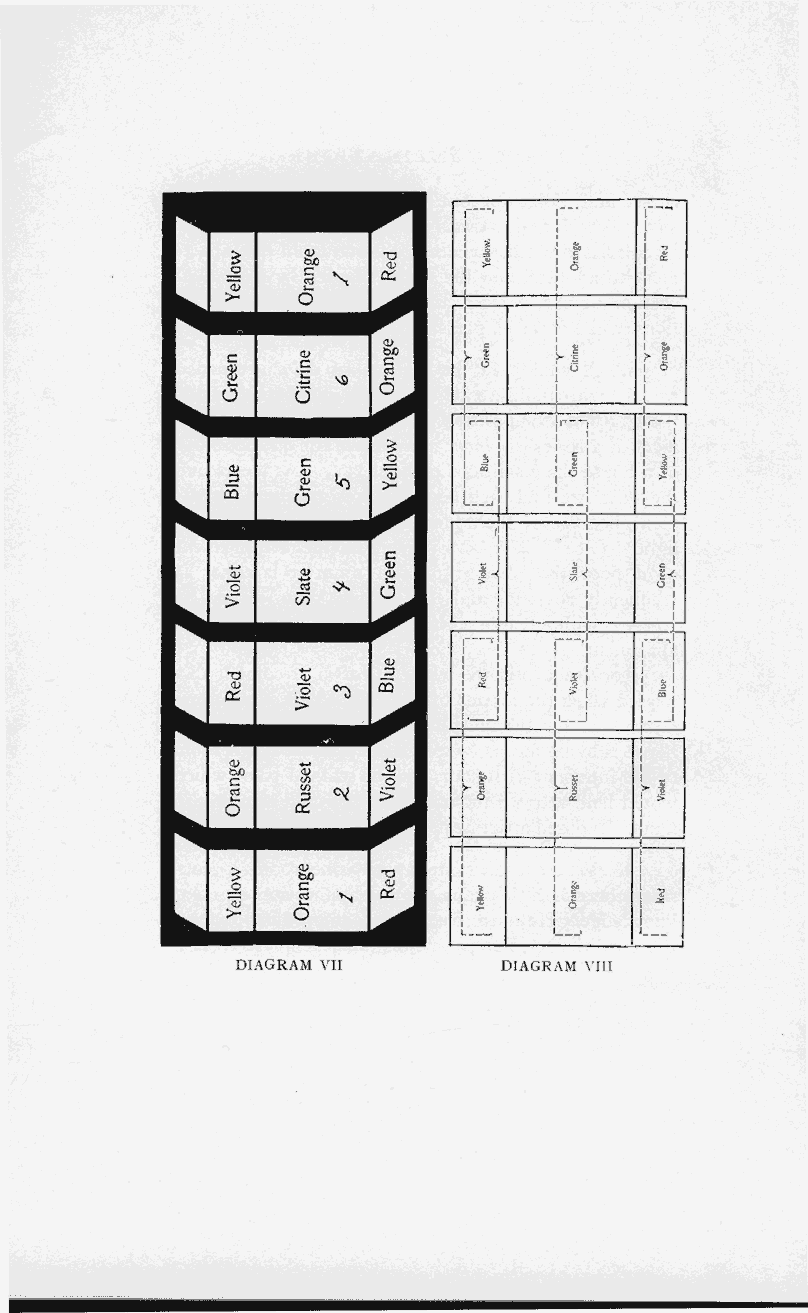 Yellow
Orange
1
Red
Green
Citrine
6
Orange
Blue
Green
5
Yellow
Violet
Slate
4
Green
Red
Violet
3
Blue
Orange
Russet
2
Violet
Yellow
Orange
1
Red
DIAGRAM VII
Yellow
Orange
Red
Green
Citrine
Orange
Blue
Green
Yellow
Violet
Slate
Green
Red
Violet
Blue
Orange
Russet
Violet
Yellow
Orange
Red
DIAGRAM VIII